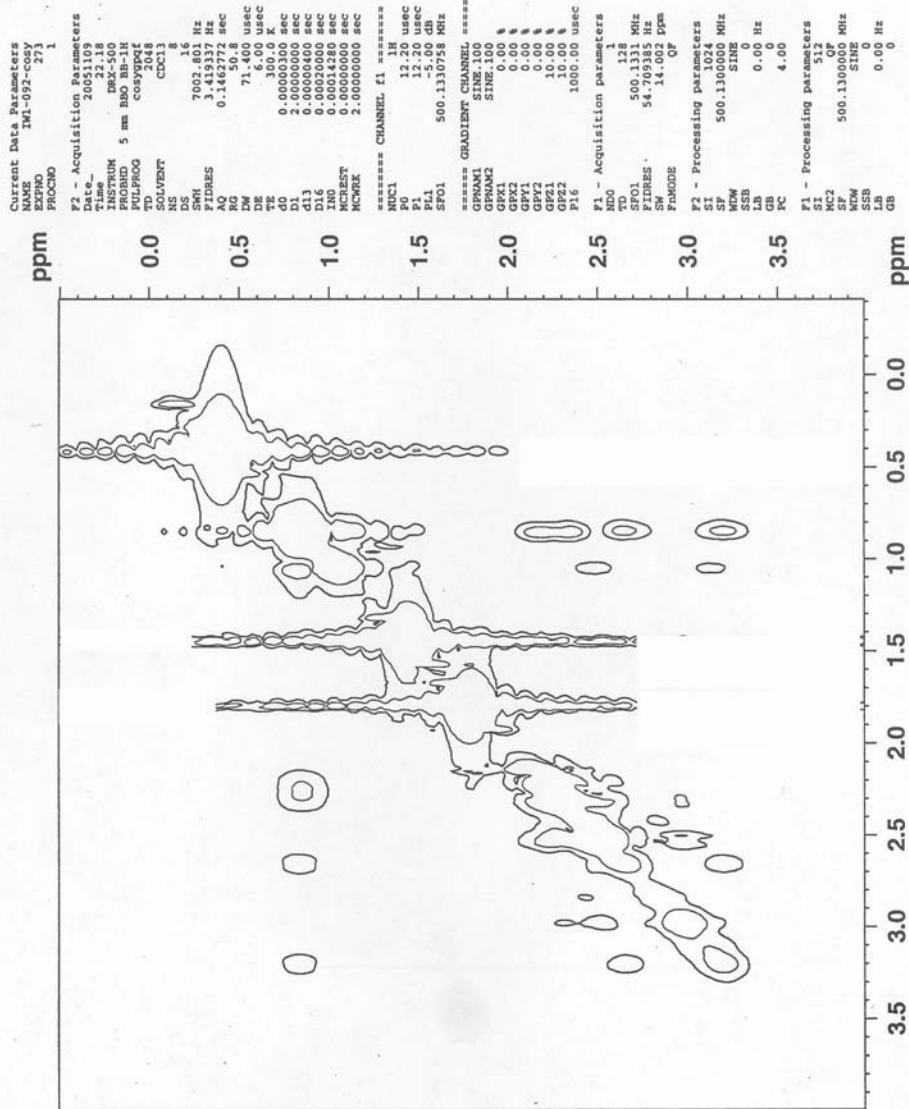 Current Data Parameters
NAME IW1-092-cosy
EXPNO 273
PROCNO 1
F2 - Acquisition Parameters
Date_ 20051109
Time 22.18
INSTRUM DRX-500
PROBHD 5 mm BBO BB-1H
PULPROG cosygpqf
TD 2048
SOLVENT CDCl3
NS 8
DS 16
SWH 7002.801 Hz
FIDRES 3.419337 Hz
AQ 0.1462772 sec
RG 50.8
DW 71.400 usec
DE 6.00 usec
TE 300.0 K
d0 0.00000300 sec
D1 2.00000000 sec
d13 0.00000400 sec
D16 0.00020000 sec
IN0 0.00014280 sec
MCREST 0.00000000 sec
MCWRK 2.00000000 sec
======== CHANNEL f1 ========
NUC1 1H
P0 12.20 usec
P1 12.20 usec
PL1 -5.00 dB
SFO1 500.1330758 MHz
====== GRADIENT CHANNEL =====
GPNAM1 SINE.100
GPNAM2 SINE.100
GPX1 0.00 %
GPX2 0.00 %
GPY1 0.00 %
GPY2 0.00 %
GPZ1 10.00 %
GPZ2 10.00 %
P16 1000.00 usec
F1 - Acquisition parameters
ND0 1
TD 128
SFO1 500.1331 MHz
FIDRES 54.709385 Hz
SW 14.002 ppm
FnMODE QF
F2 - Processing parameters
SI 1024
SF 500.1300000 MHz
WDW SINE
SSB 0
LB 0.00 Hz
GB 0
PC 4.00
F1 - Processing parameters
SI 512
MC2 QF
SF 500.1300000 MHz
WDW SINE
SSB 0
LB 0.00 Hz
GB 0
ppm
0.0
0.5
1.0
1.5
2.0
2.5
3.0
3.5
3.5
3.0
2.5
2.0
1.5
1.0
0.5
0.0
ppm